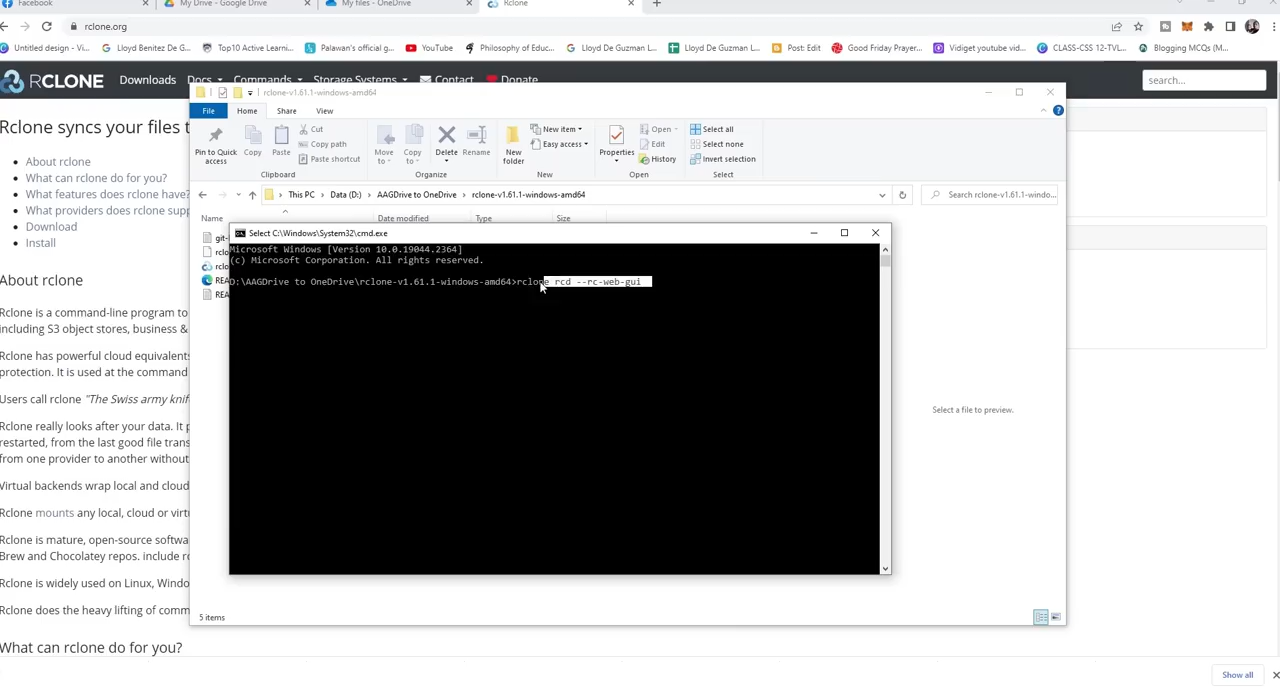 Facebook
My Drive - Google Drive
My files - OneDrive
Rclone
rclone.org
Untitled design - Vi...
Lloyd Benitez De G...
Top10 Active Learni...
Palawan's official g...
YouTube
Philosophy of Educ...
Lloyd De Guzman L...
Lloyd De Guzman L...
Post: Edit
Good Friday Prayer...
Vidiget youtube vid...
CLASS-CSS 12-TVL...
Blogging MCQs (M...
RCLONE
Downloads
Docs
Commands
Storage Systems
Contact
Donate
search...
rclone-v1.61.1-windows-amd64
File
Home
Share
View
Pin to Quick access
Copy
Paste
Cut
Copy path
Paste shortcut
Clipboard
Move to
Copy to
Delete
Rename
Organize
New folder
New item
Easy access
New
Properties
Open
Edit
History
Open
Select all
Select none
Invert selection
Select
This PC > Data (D:) > AAGDrive to OneDrive > rclone-v1.61.1-windows-amd64
Search rclone-v1.61.1-windo...
Name
Date modified
Type
Size
git-
rclo
rclo
REA
REA
Select a file to preview.
5 items
Select C:\Windows\System32\cmd.exe
Microsoft Windows [Version 10.0.19044.2364]
(c) Microsoft Corporation. All rights reserved.
D:\AAGDrive to OneDrive\rclone-v1.61.1-windows-amd64>rclone rcd --rc-web-gui
Rclone syncs your files t
About rclone
What can rclone do for you?
What features does rclone have?
What providers does rclone supp
Download
Install
About rclone
Rclone is a command-line program to
including S3 object stores, business &
Rclone has powerful cloud equivalents
protection. It is used at the command
Users call rclone "The Swiss army knif
Rclone really looks after your data. It p
restarted, from the last good file trans
from one provider to another without
Virtual backends wrap local and cloud
Rclone mounts any local, cloud or virtu
Rclone is mature, open-source softwa
Brew and Chocolatey repos. include rc
Rclone is widely used on Linux, Windo
Rclone does the heavy lifting of comm
What can rclone do for you?
Show all